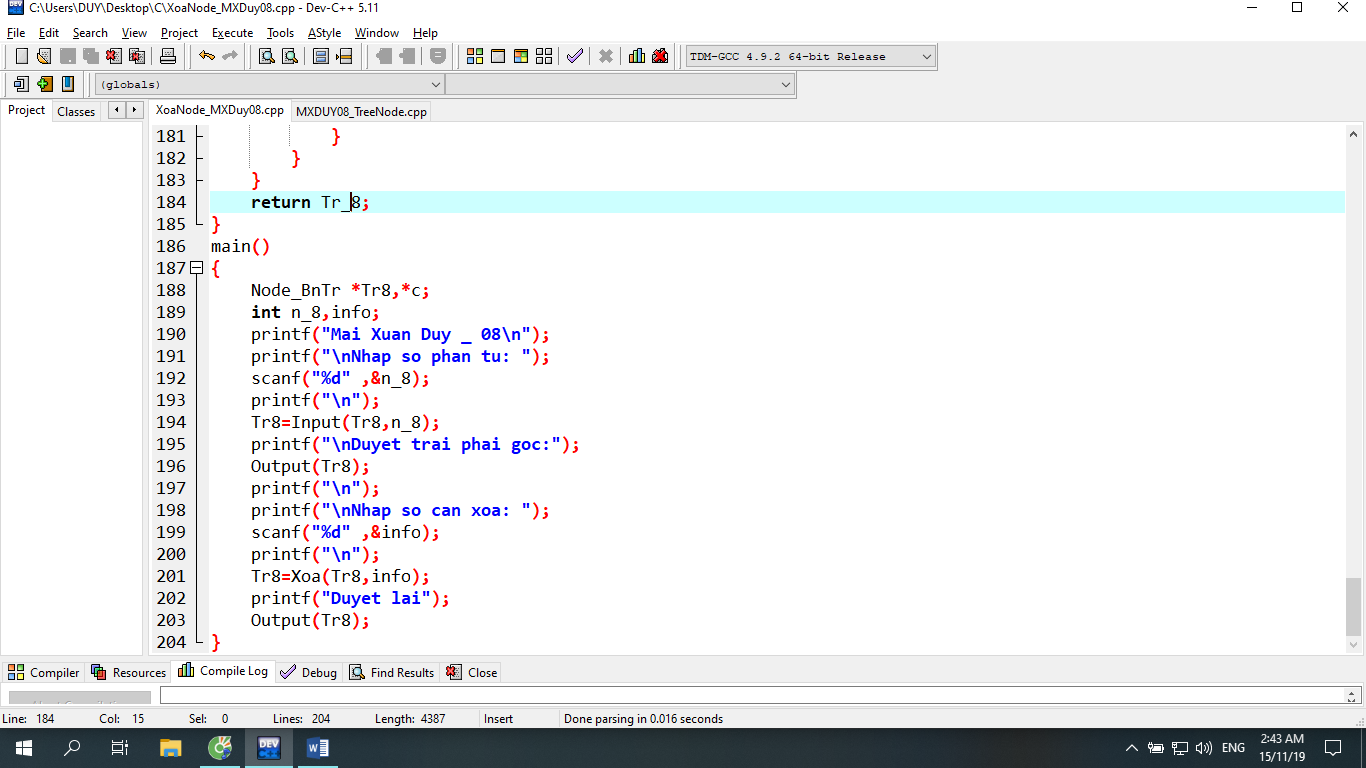 C:\Users\DUY\Desktop\C\XoaNode_MXDuy08.cpp - Dev-C++ 5.11
File Edit Search View Project Execute Tools AStyle Window Help
TDM-GCC 4.9.2 64-bit Release
(globals)
Project Classes XoaNode_MXDuy08.cpp MXDUY08_TreeNode.cpp
181 }
182 }
183 }
184 return Tr_8;
185 }
186 main()
187 {
188 Node_BnTr *Tr8,*c;
189 int n_8,info;
190 printf("Mai Xuan Duy _ 08\n");
191 printf("\nNhap so phan tu: ");
192 scanf("%d" ,&n_8);
193 printf("\n");
194 Tr8=Input(Tr8,n_8);
195 printf("\nDuyet trai phai goc:");
196 Output(Tr8);
197 printf("\n");
198 printf("\nNhap so can xoa: ");
199 scanf("%d" ,&info);
200 printf("\n");
201 Tr8=Xoa(Tr8,info);
202 printf("Duyet lai");
203 Output(Tr8);
204 }
Compiler Resources Compile Log Debug Find Results Close
Line: 184 Col: 15 Sel: 0 Lines: 204 Length: 4387 Insert Done parsing in 0.016 seconds
DEV
ENG
2:43 AM
15/11/19